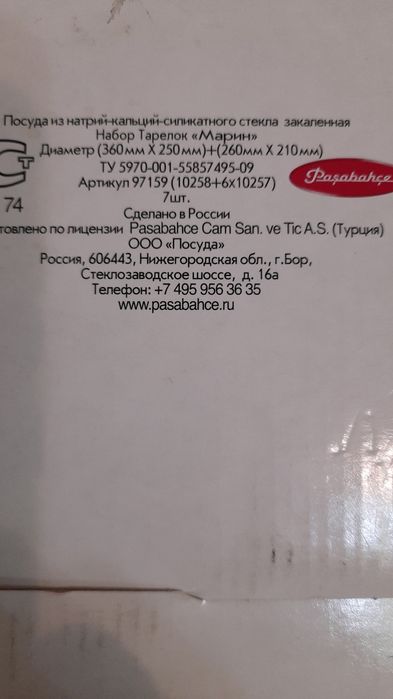 Посуда из натрий-кальций-силикатного стекла закаленная
Набор Тарелок «Марин»
Диаметр (360мм X 250мм)+(260мм X 210мм)
ТУ 5970-001-55857495-09
Paşabahçe
Артикул 97159 (10258+6х10257)
74
7шт.
Сделано в России
отовлено по лицензии Pasabahce Cam San. ve Tic A.S. (Турция)
ООО «Посуда»
Россия, 606443, Нижегородская обл., г.Бор,
Стеклозаводское шоссе, д. 16а
Телефон: +7 495 956 36 35
www.pasabahce.ru